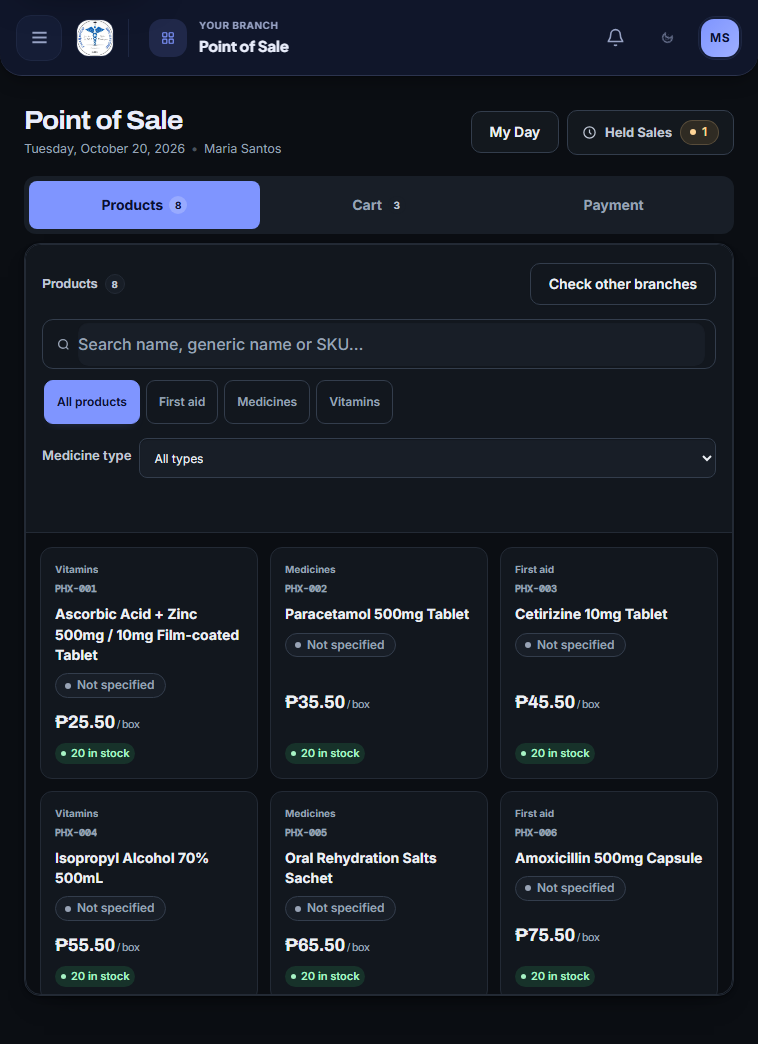 YOUR BRANCH
Point of Sale
MS
Point of Sale
Tuesday, October 20, 2026 • Maria Santos
My Day
Held Sales 1
Products 8
Cart 3
Payment
Products 8
Check other branches
Search name, generic name or SKU...
All products
First aid
Medicines
Vitamins
Medicine type
All types
Vitamins
PHX-001
Ascorbic Acid + Zinc
500mg / 10mg Film-coated
Tablet
Not specified
₱25.50 / box
20 in stock
Medicines
PHX-002
Paracetamol 500mg Tablet
Not specified
₱35.50 / box
20 in stock
First aid
PHX-003
Cetirizine 10mg Tablet
Not specified
₱45.50 / box
20 in stock
Vitamins
PHX-004
Isopropyl Alcohol 70%
500mL
Not specified
₱55.50 / box
20 in stock
Medicines
PHX-005
Oral Rehydration Salts
Sachet
Not specified
₱65.50 / box
20 in stock
First aid
PHX-006
Amoxicillin 500mg Capsule
Not specified
₱75.50 / box
20 in stock